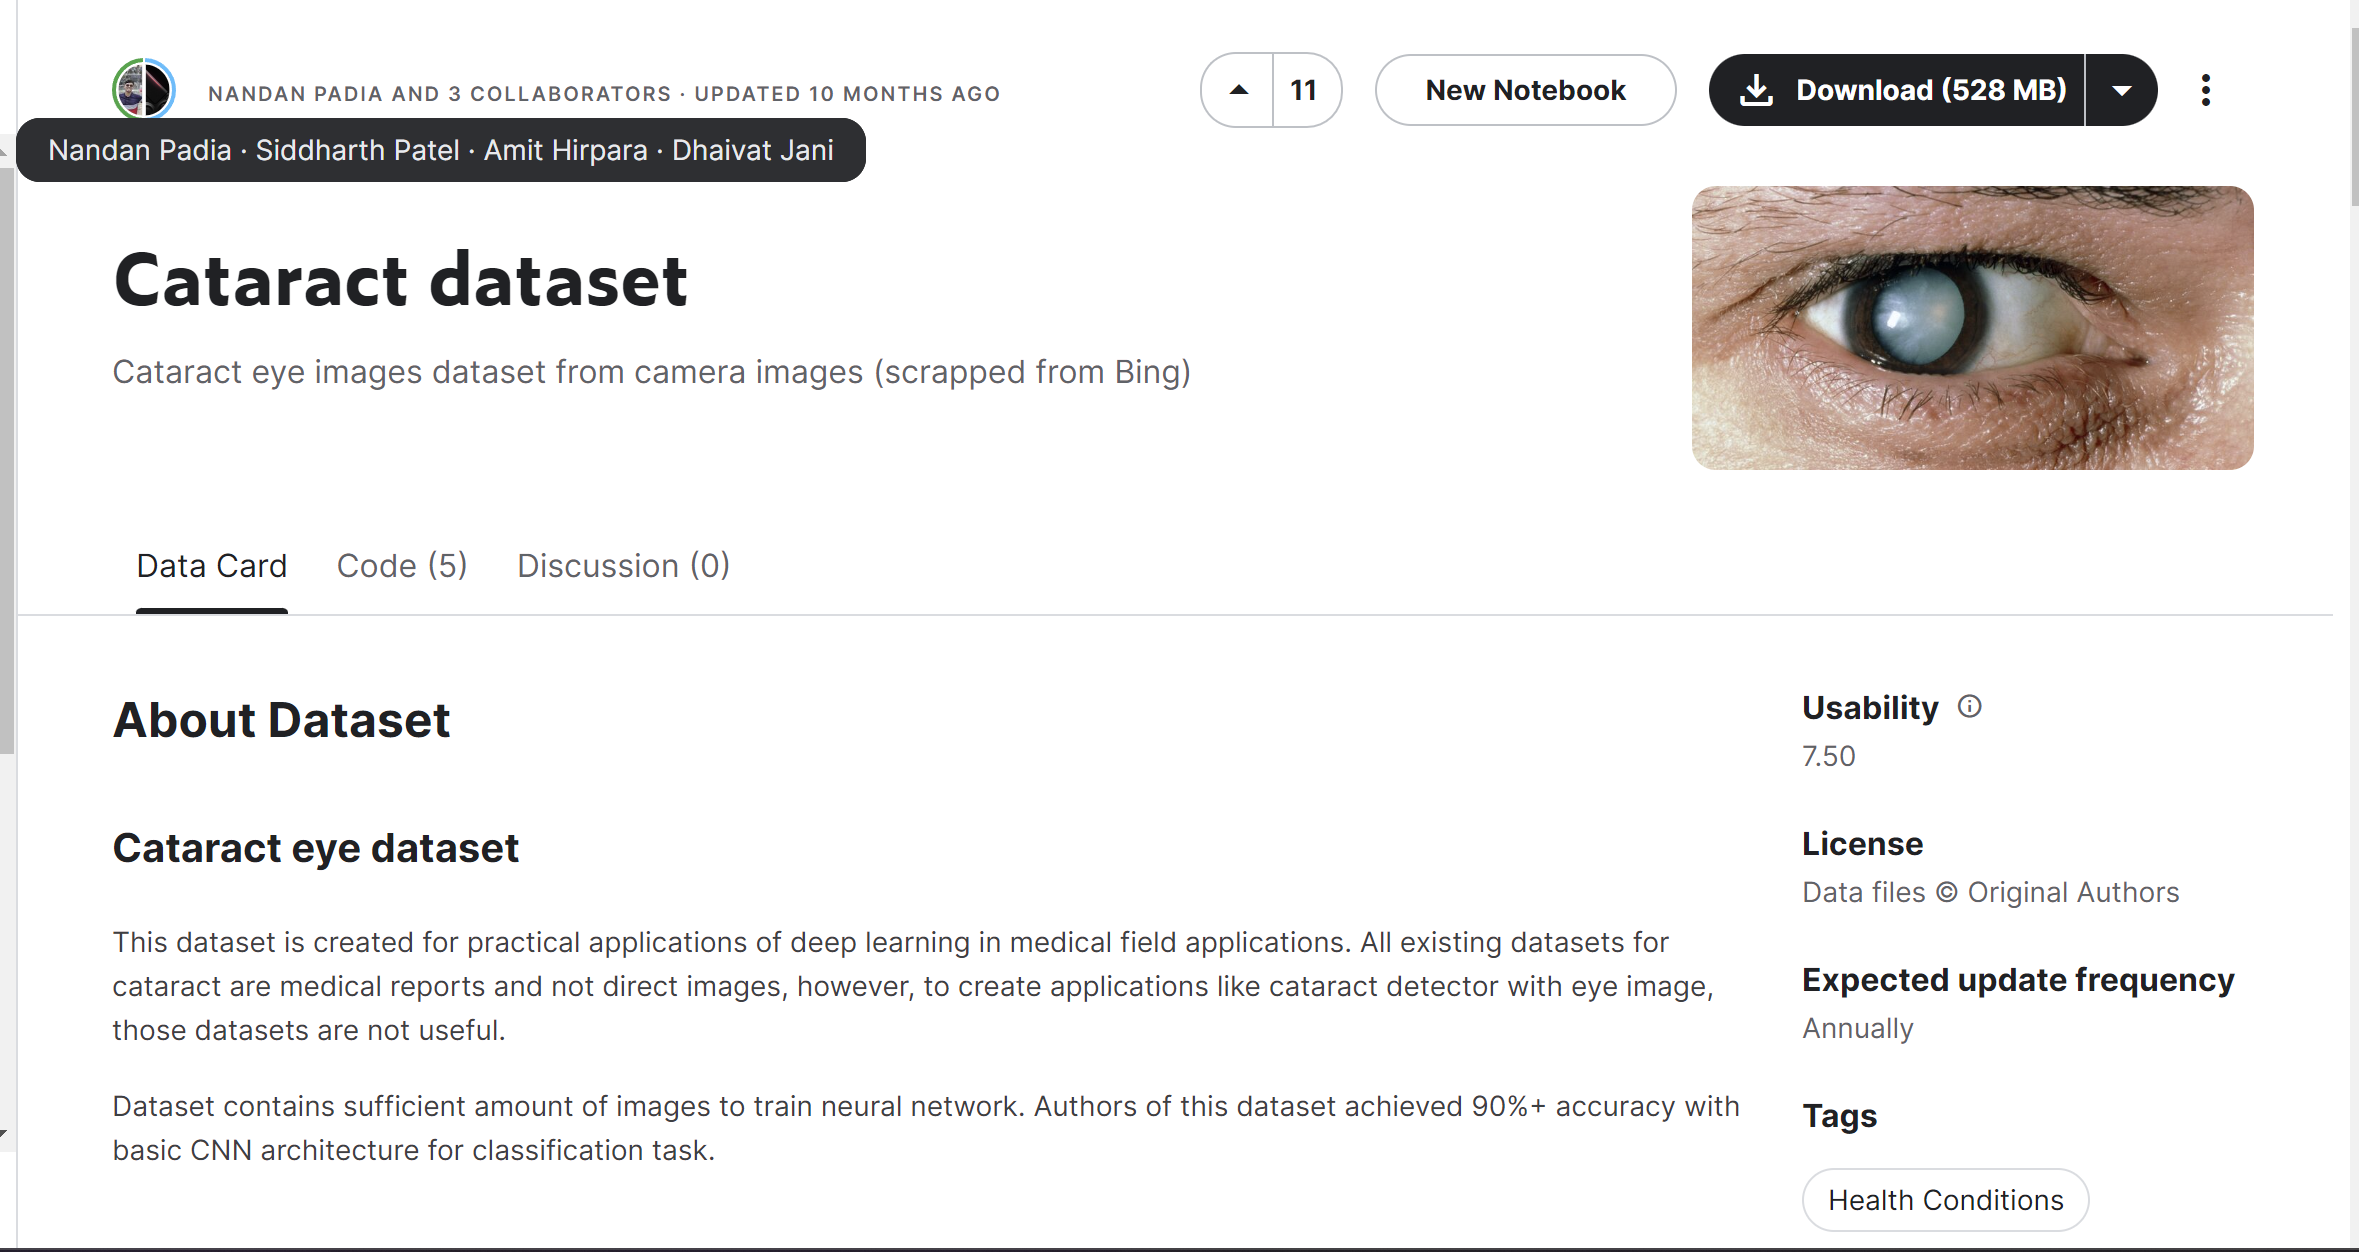 NANDAN PADIA AND 3 COLLABORATORS · UPDATED 10 MONTHS AGO
11
New Notebook
Download (528 MB)
Nandan Padia · Siddharth Patel · Amit Hirpara · Dhaivat Jani
Cataract dataset
Cataract eye images dataset from camera images (scrapped from Bing)
Data Card
Code (5)
Discussion (0)
About Dataset
Cataract eye dataset
This dataset is created for practical applications of deep learning in medical field applications. All existing datasets for
cataract are medical reports and not direct images, however, to create applications like cataract detector with eye image,
those datasets are not useful.
Dataset contains sufficient amount of images to train neural network. Authors of this dataset achieved 90%+ accuracy with
basic CNN architecture for classification task.
Usability
7.50
License
Data files © Original Authors
Expected update frequency
Annually
Tags
Health Conditions